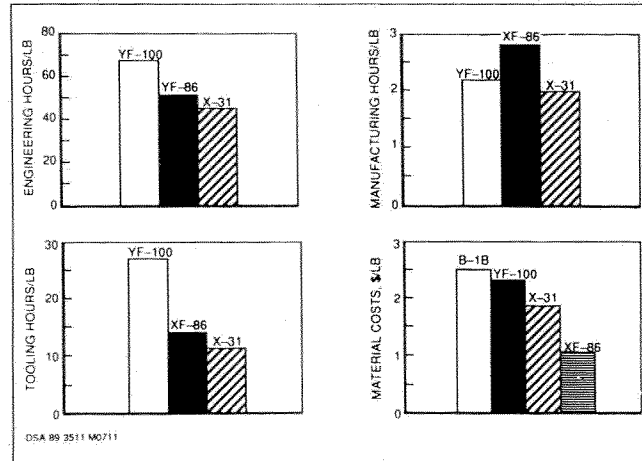 ENGINEERING HOURS/LB
80
60
40
20
0
YF-100
YF-86
X-31
MANUFACTURING HOURS/LB
3
2
1
0
YF-100
XF-86
X-31
TOOLING HOURS/LB
30
20
10
0
YF-100
XF-86
X-31
MATERIAL COSTS, $/LB
3
2
1
0
B-1B
YF-100
X-31
XF-86
DSA 89 3511 M0711